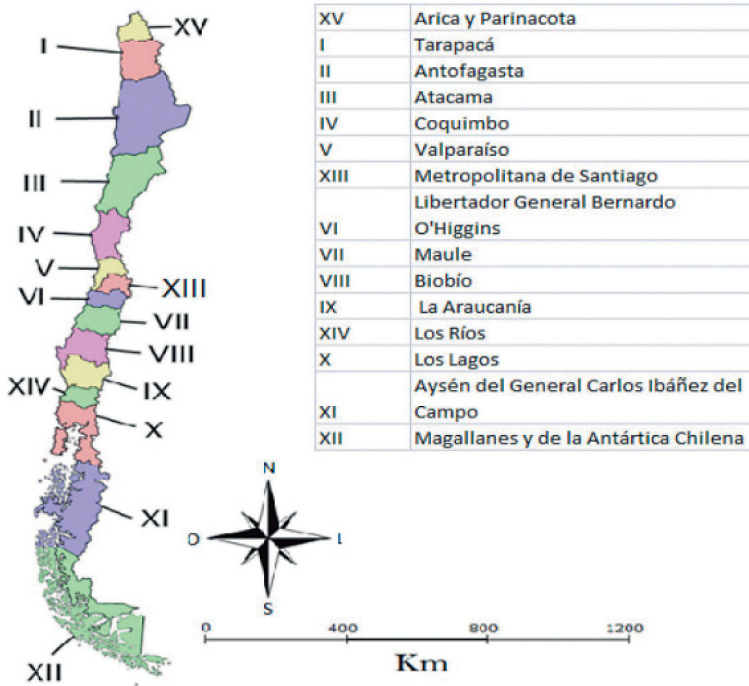 XV
I
II
III
IV
V
XIII
VI
VII
VIII
XIV
IX
X
XI
XII
XV Arica y Parinacota
I Tarapacá
II Antofagasta
III Atacama
IV Coquimbo
V Valparaíso
XIII Metropolitana de Santiago
Libertador General Bernardo
VI O'Higgins
VII Maule
VIII Biobío
IX La Araucanía
XIV Los Ríos
X Los Lagos
Aysén del General Carlos Ibáñez del
XI Campo
XII Magallanes y de la Antártica Chilena
N
O
S
0 400 800 1200
Km